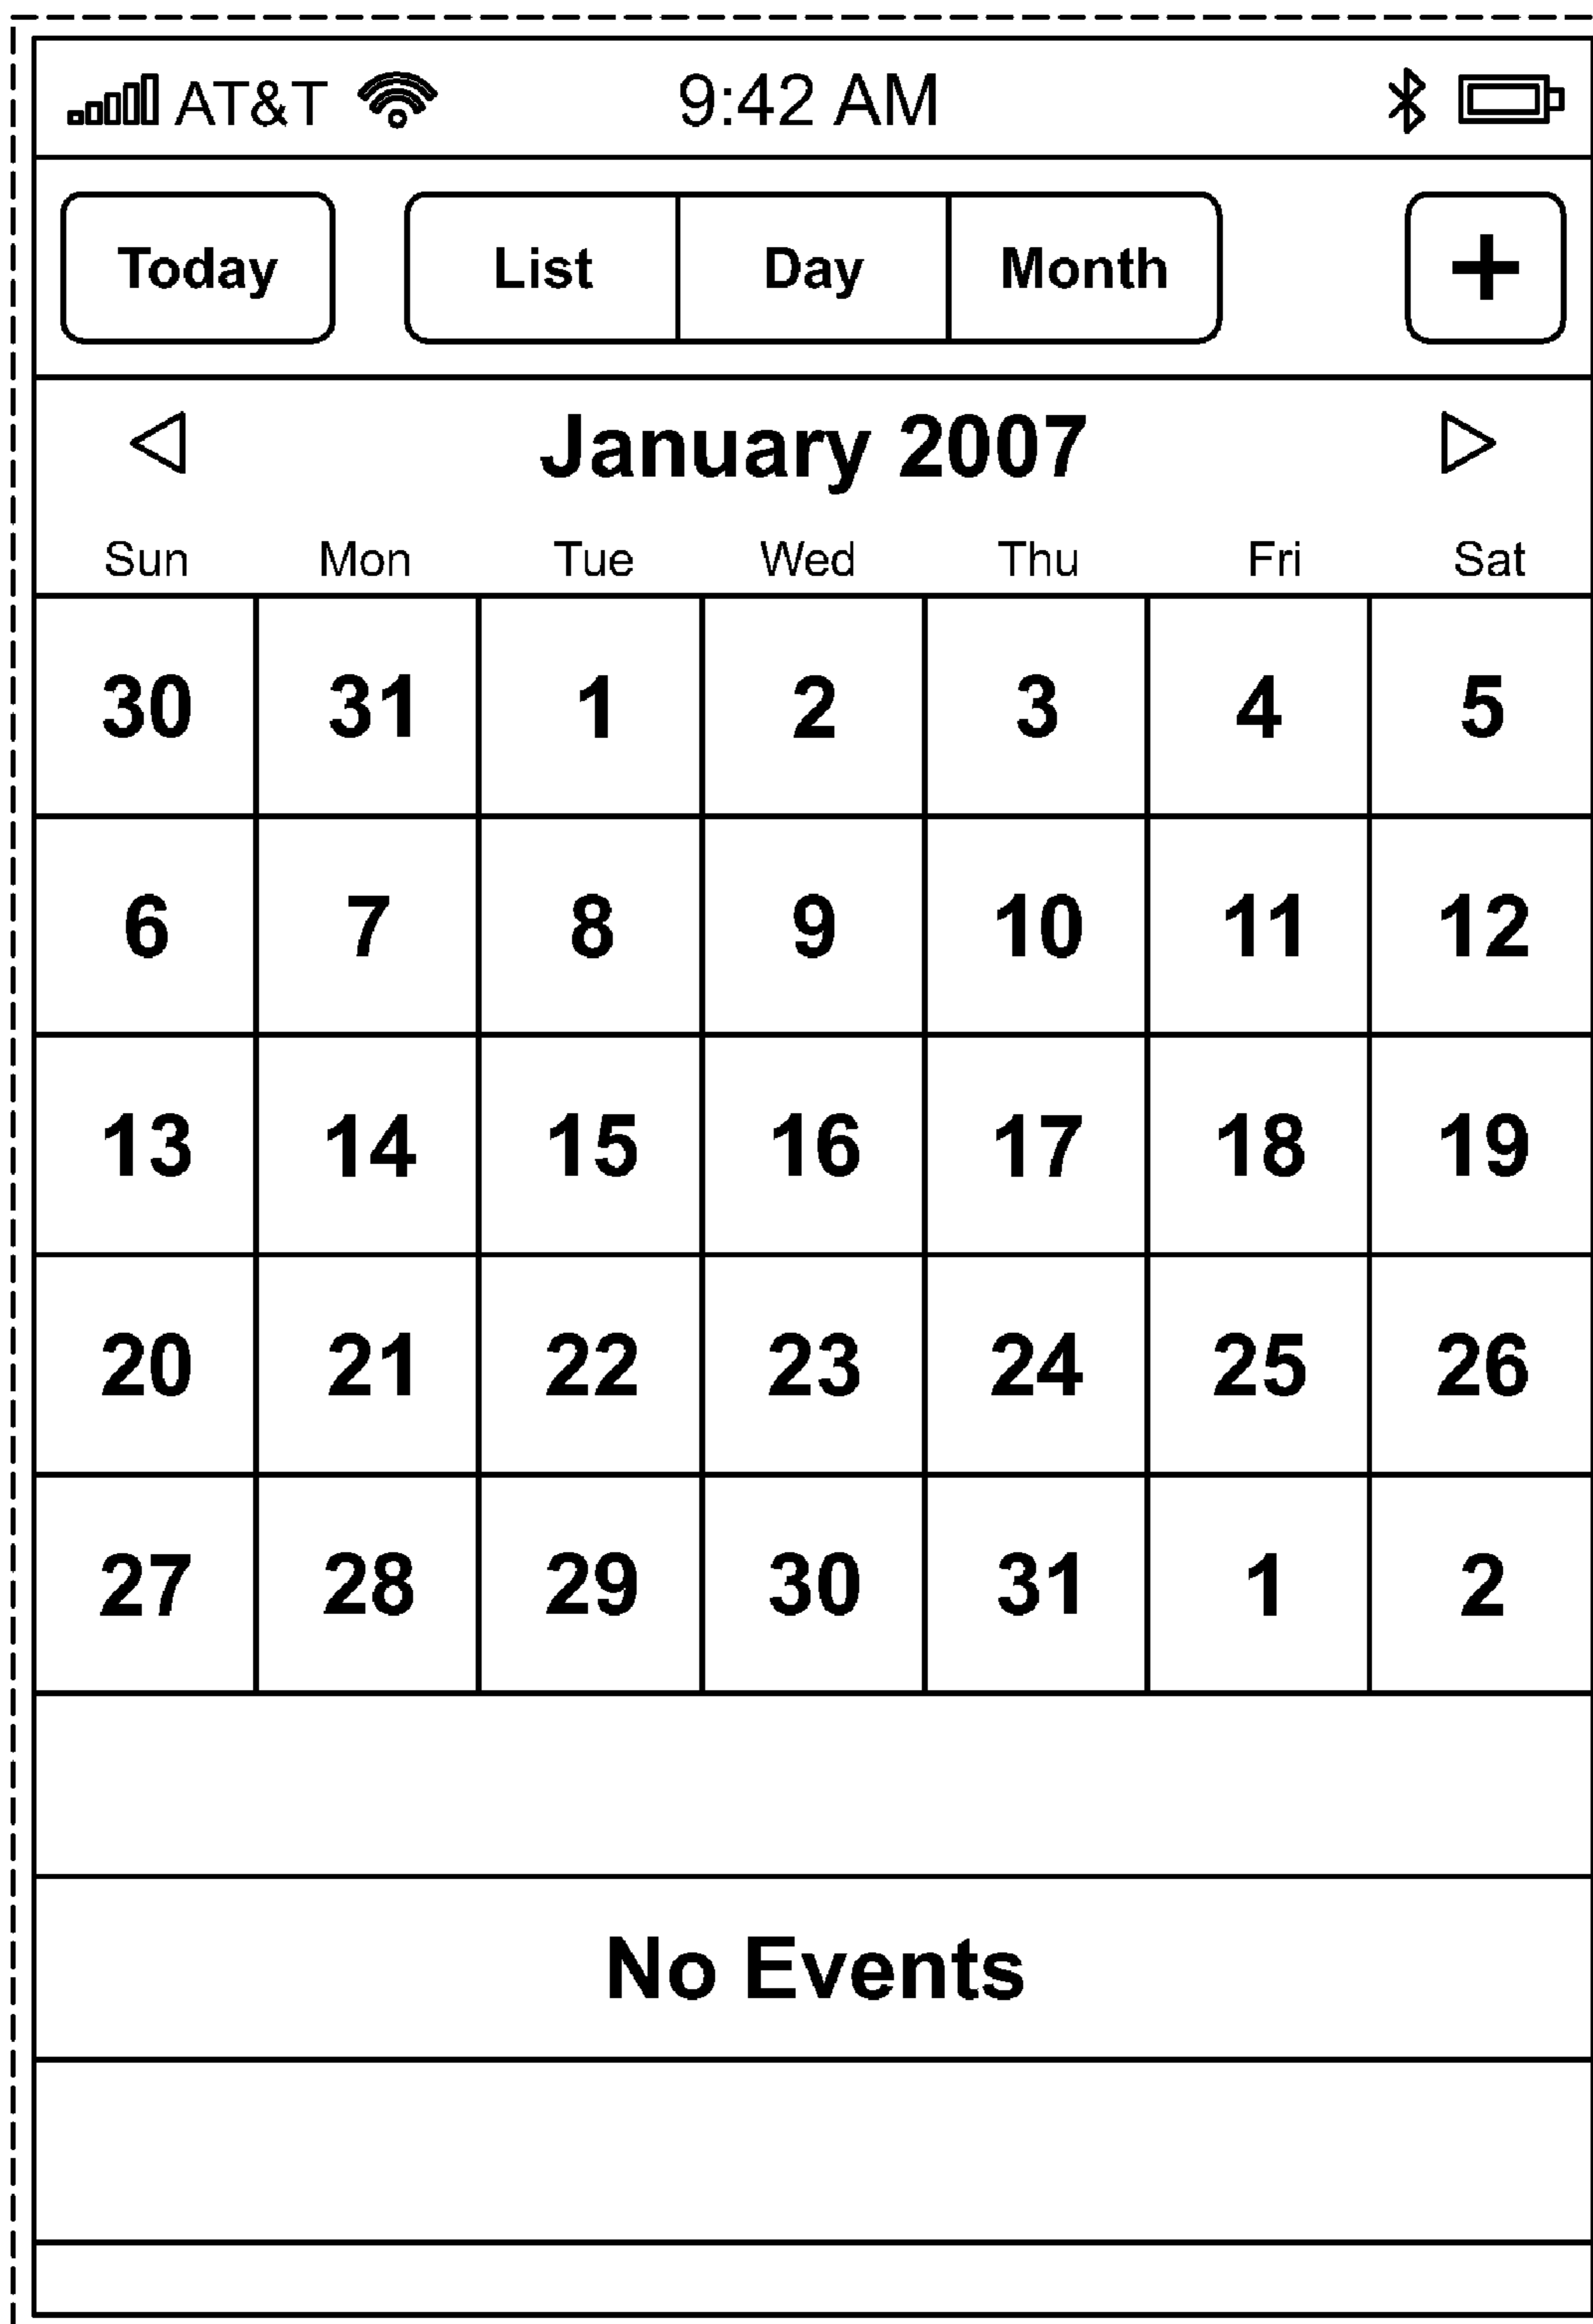 AT&T 9:42 AM
Today List Day Month +
January 2007
Sun Mon Tue Wed Thu Fri Sat
30 31 1 2 3 4 5
6 7 8 9 10 11 12
13 14 15 16 17 18 19
20 21 22 23 24 25 26
27 28 29 30 31 1 2
No Events